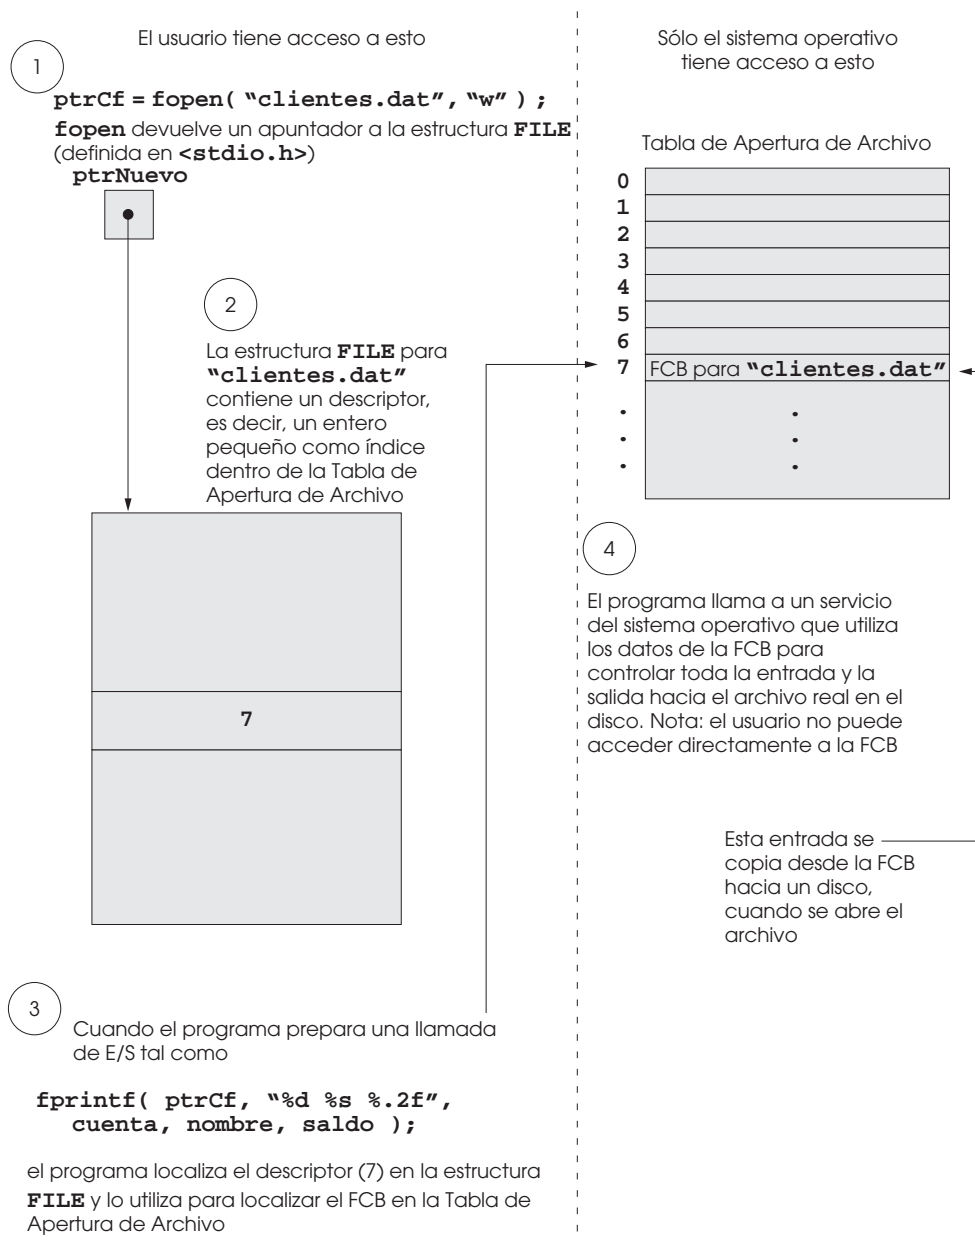 El usuario tiene acceso a esto
1
ptrCf = fopen( “clientes.dat”, “w” ) ;
fopen devuelve un apuntador a la estructura FILE
(definida en <stdio.h>)
ptrNuevo
2
La estructura FILE para
“clientes.dat”
contiene un descriptor,
es decir, un entero
pequeño como índice
dentro de la Tabla de
Apertura de Archivo
7
3
Cuando el programa prepara una llamada
de E/S tal como
fprintf( ptrCf, “%d %s %.2f”,
cuenta, nombre, saldo );
el programa localiza el descriptor (7) en la estructura
FILE y lo utiliza para localizar el FCB en la Tabla de
Apertura de Archivo
Sólo el sistema operativo
tiene acceso a esto
Tabla de Apertura de Archivo
0
1
2
3
4
5
6
7 FCB para “clientes.dat”
. .
. .
. .
4
El programa llama a un servicio
del sistema operativo que utiliza
los datos de la FCB para
controlar toda la entrada y la
salida hacia el archivo real en el
disco. Nota: el usuario no puede
acceder directamente a la FCB
Esta entrada se
copia desde la FCB
hacia un disco,
cuando se abre el
archivo